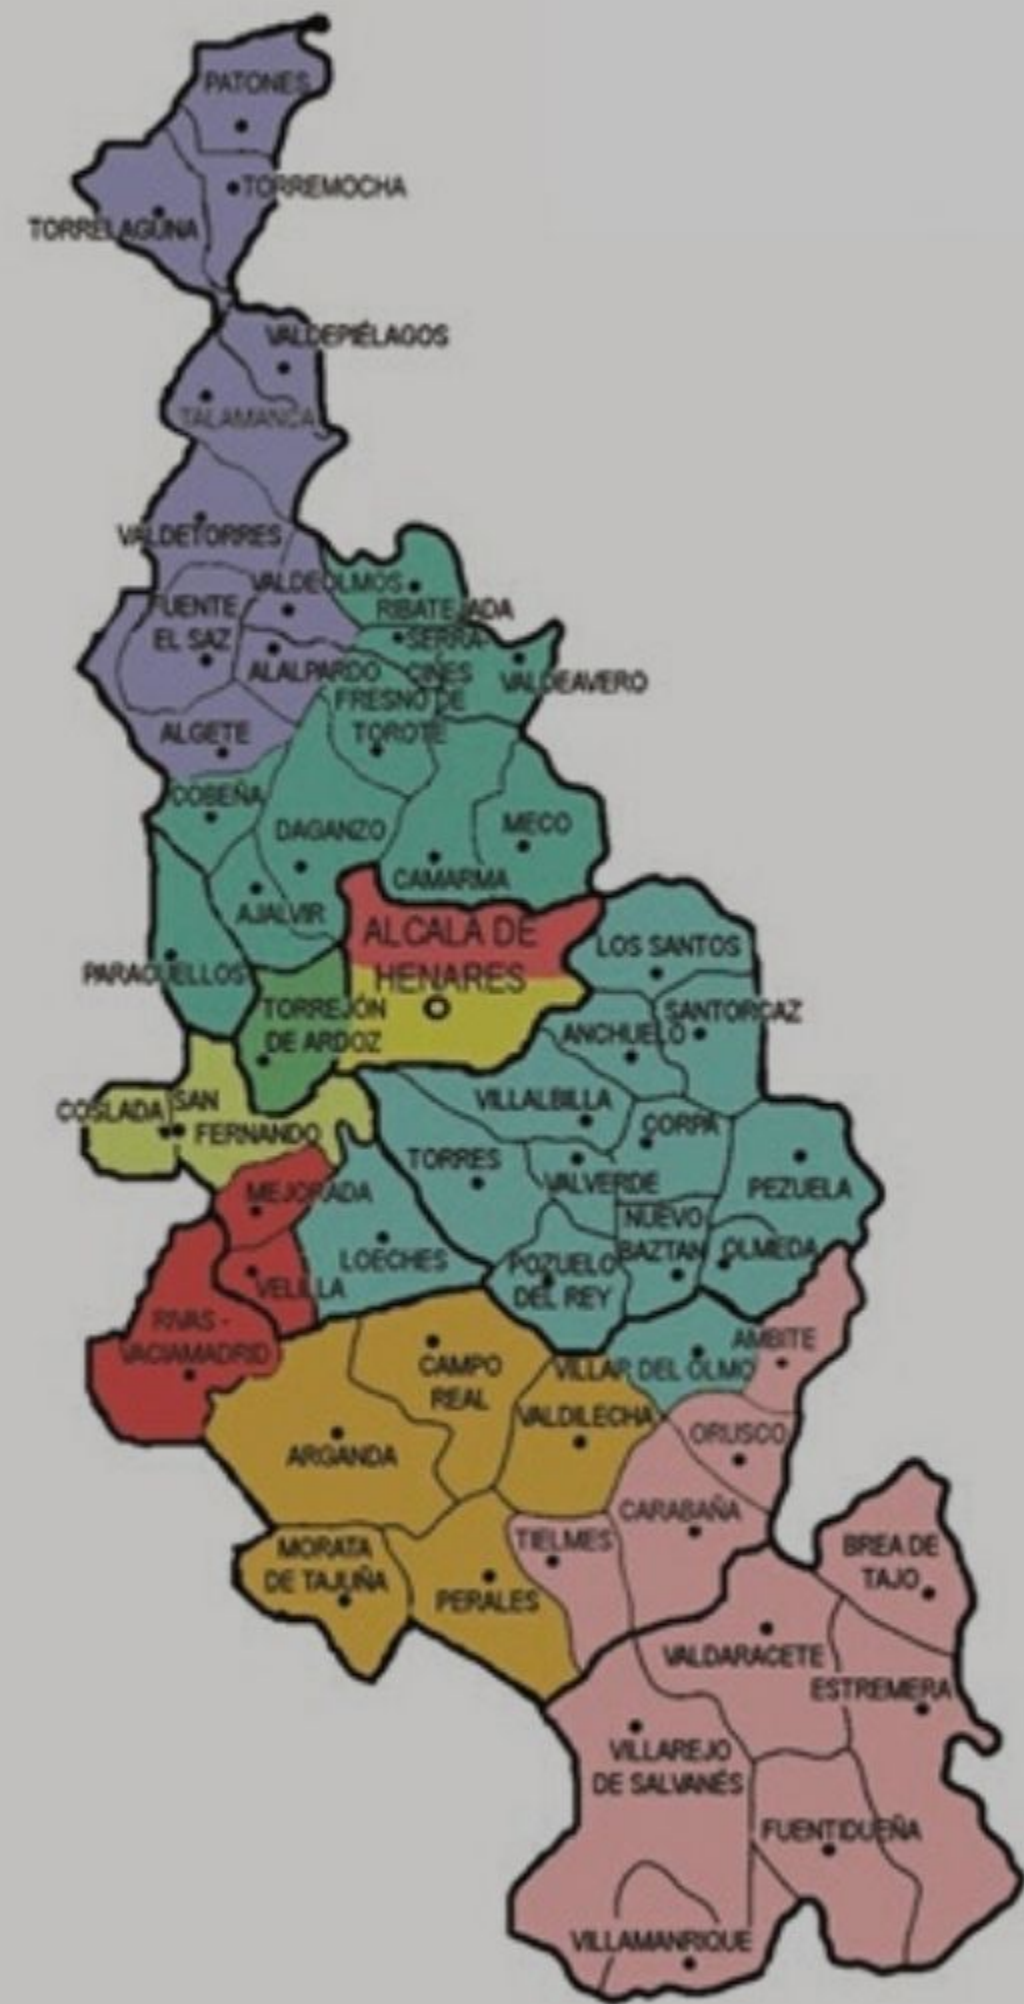 PATONES
TORREMOCHA
TORRELAGUNA
VALDEPIÉLAGOS
TALAMANCA
VALDETORRES
VALDEOLMOS
FUENTE
EL SAZ
RIBATEJADA
SERRA-
CINES
ALALPARDO
VALDEAVERO
FRESNO DE
TOROTE
ALGETE
COBEÑA
DAGANZO
MECO
CAMARMA
AJALVIR
ALCALÁ DE
HENARES
LOS SANTOS
PARACUELLOS
TORREJÓN
DE ARDOZ
SANTORCAZ
ANCHUELO
COSLADA
SAN
FERNANDO
VILLALBILLA
CORPA
TORRES
VALVERDE
PEZUELA
MEJORADA
NUEVO
BAZTAN
OLMEDA
LOECHES
POZUELO
DEL REY
VELILLA
RIVAS -
VACIAMADRID
AMBITE
CAMPO
REAL
VILLAR DEL OLMO
VALDILECHA
ORUSCO
ARGANDA
CARABAÑA
TIELMES
BREA DE
TAJO
MORATA
DE TAJUÑA
PERALES
VALDARACETE
ESTREMERA
VILLAREJO
DE SALVANÉS
FUENTIDUEÑA
VILLAMANRIQUE